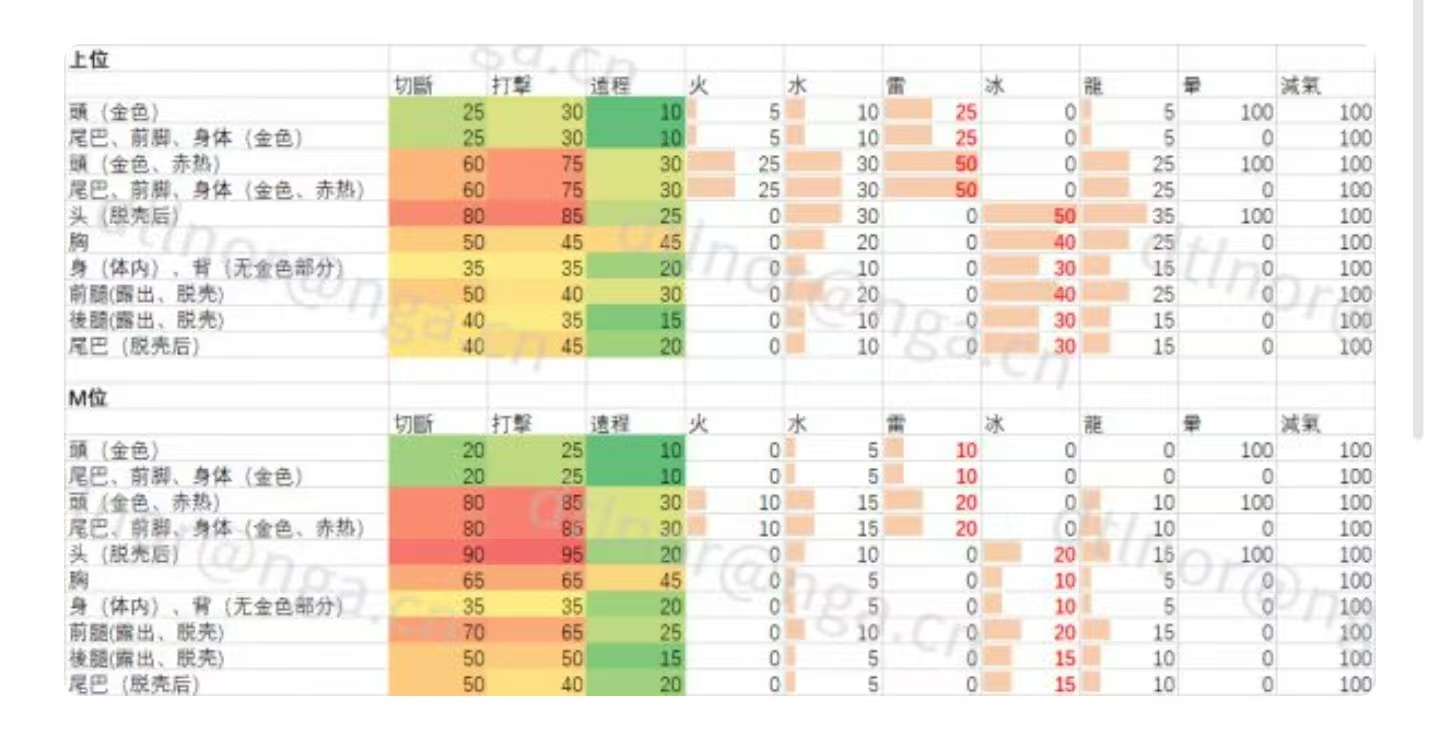 上位
切斷 打擊 遠程 火 水 雷 冰 龍 暈 減氣
頭（金色） 25 30 10 5 10 25 0 5 100 100
尾巴、前脚、身体（金色） 25 30 10 5 10 25 0 5 0 100
頭（金色、赤热） 60 75 30 25 30 50 0 25 100 100
尾巴、前脚、身体（金色、赤热） 60 75 30 25 30 50 0 25 0 100
头（脱壳后） 80 85 25 0 30 0 50 35 100 100
胸 50 45 45 0 20 0 40 25 0 100
身（体内）、背（无金色部分） 35 35 20 0 10 0 30 15 0 100
前腿(露出、脱壳) 50 40 30 0 20 0 40 25 0 100
後腿(露出、脱壳) 40 35 15 0 10 0 30 15 0 100
尾巴（脱壳后） 40 45 20 0 10 0 30 15 0 100
M位
切斷 打擊 遠程 火 水 雷 冰 龍 暈 減氣
頭（金色） 20 25 10 0 5 10 0 0 100 100
尾巴、前脚、身体（金色） 20 25 10 0 5 10 0 0 0 100
頭（金色、赤热） 80 85 30 10 15 20 0 10 100 100
尾巴、前脚、身体（金色、赤热） 80 85 30 10 15 20 0 10 0 100
头（脱壳后） 90 95 20 0 10 0 20 15 100 100
胸 65 65 45 0 5 0 10 5 0 100
身（体内）、背（无金色部分） 35 35 20 0 5 0 10 5 0 100
前腿(露出、脱壳) 70 65 25 0 10 0 20 15 0 100
後腿(露出、脱壳) 50 50 15 0 5 0 15 10 0 100
尾巴（脱壳后） 50 40 20 0 5 0 15 10 0 100
dtlnor@nga.cn